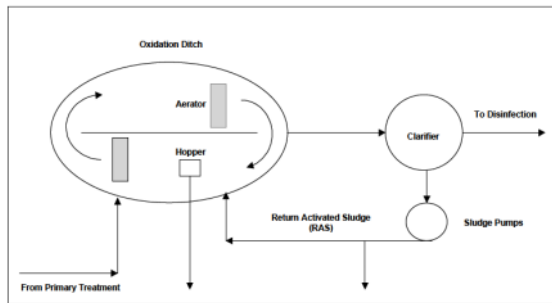 Oxidation Ditch
Aerator
Hopper
Clarifier
To Disinfection
Return Activated Sludge
(RAS)
Sludge Pumps
From Primary Treatment